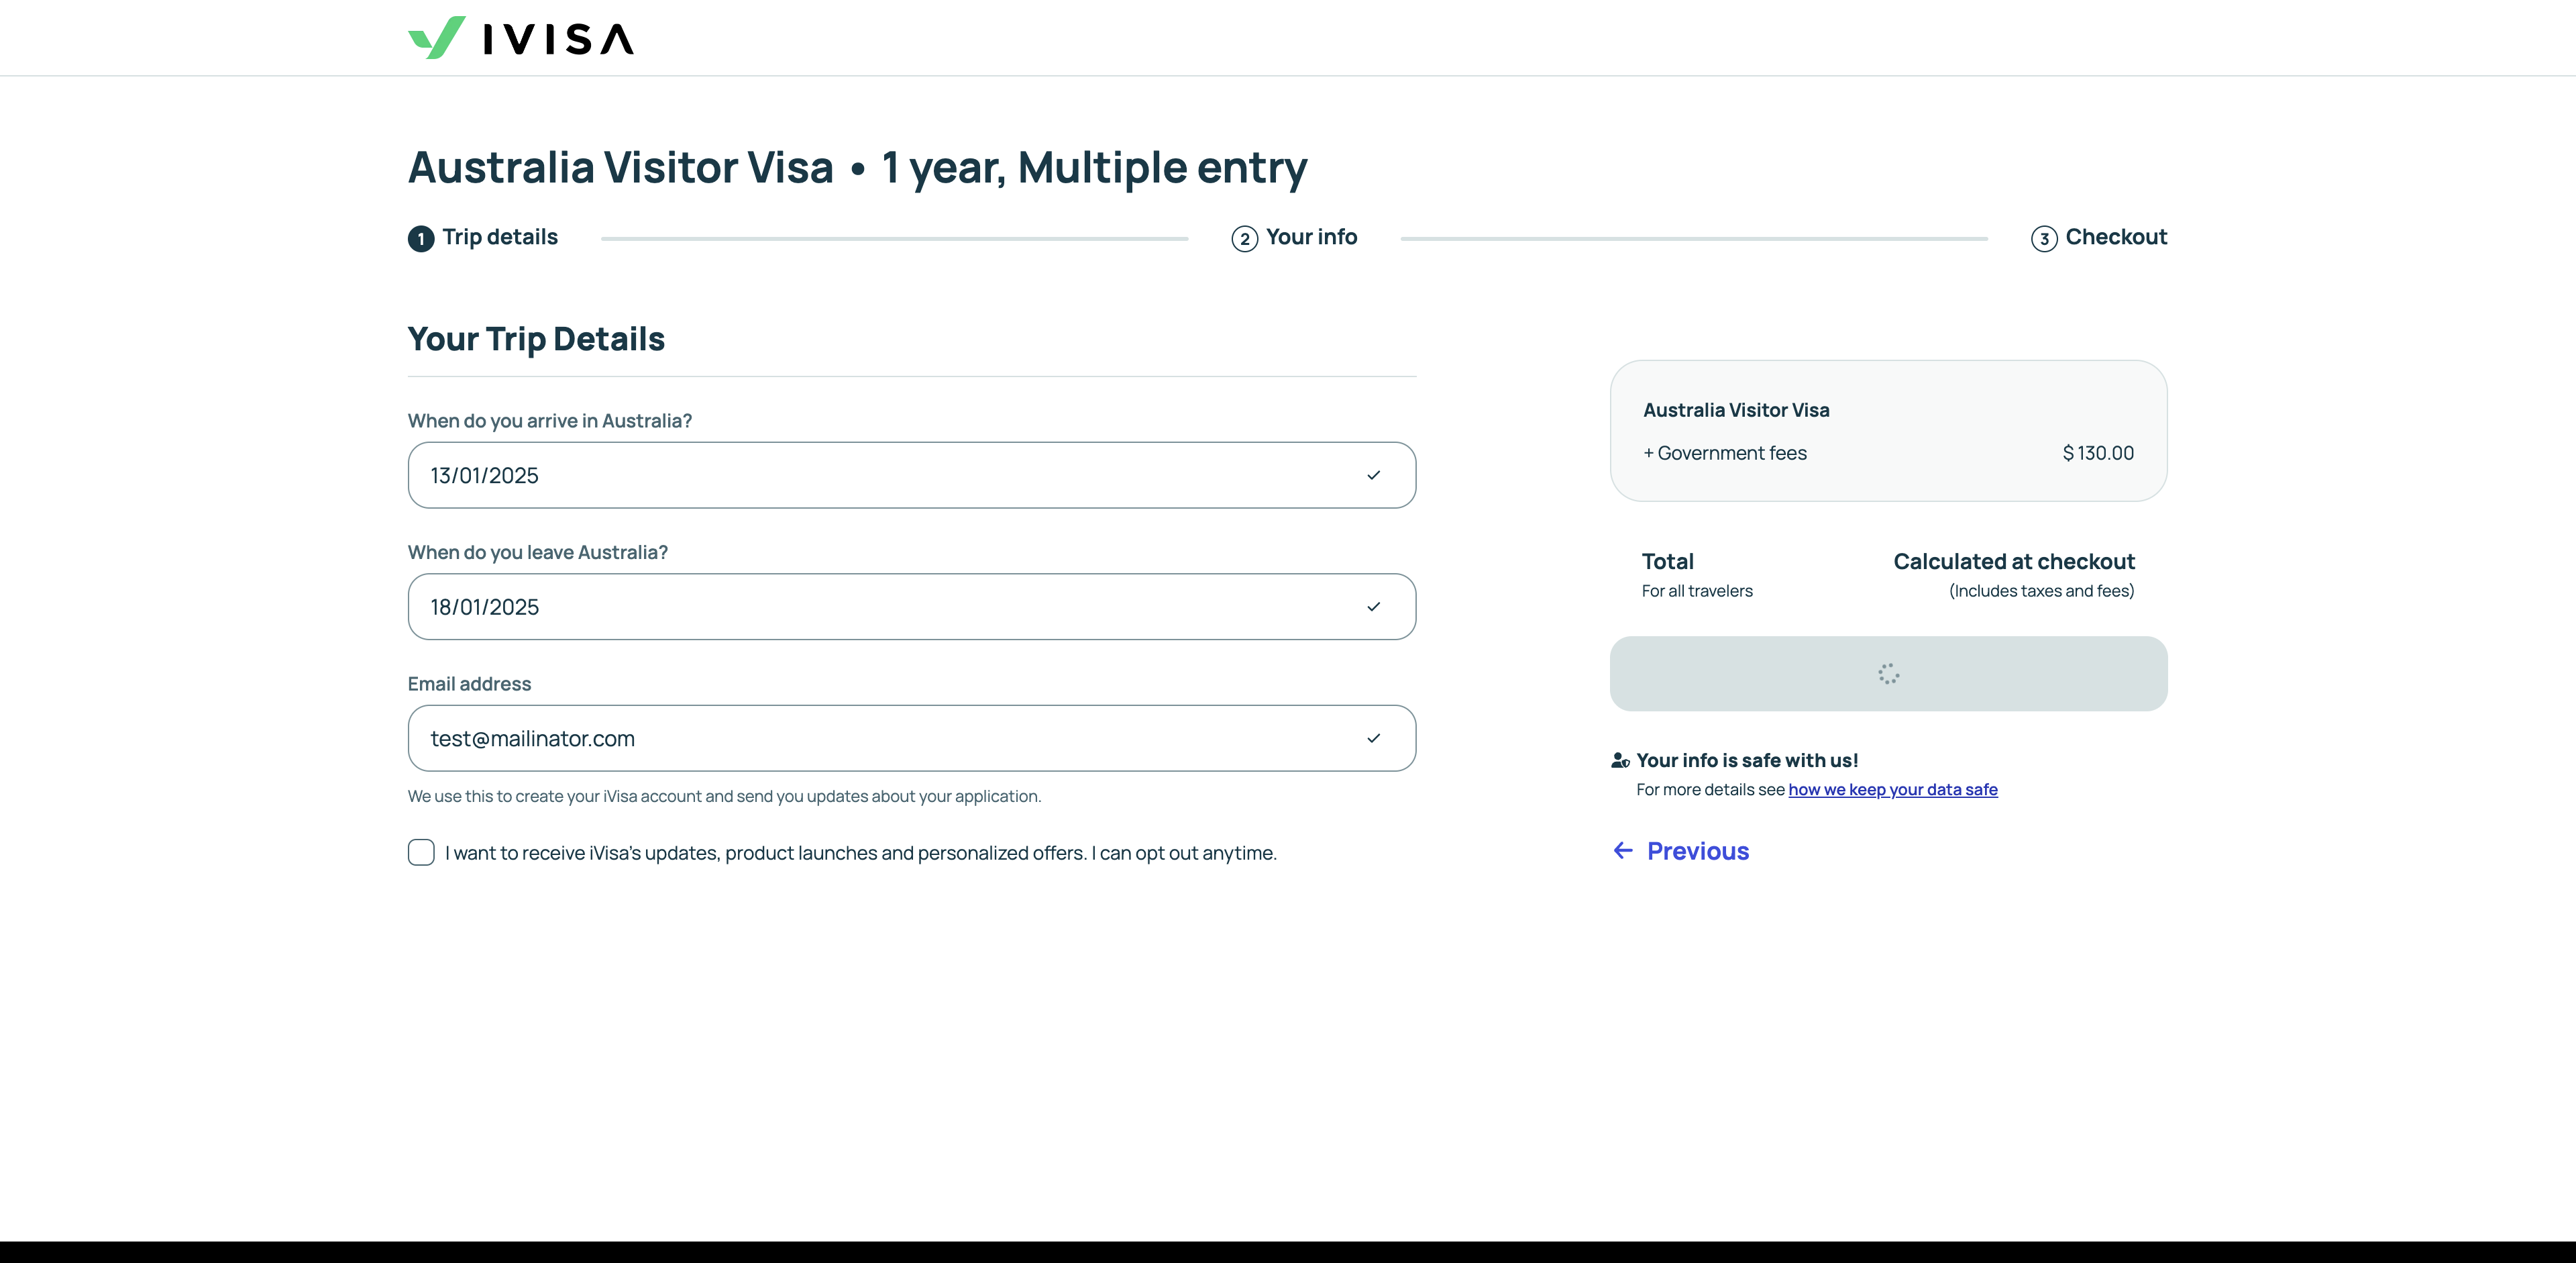 IVISA
Australia Visitor Visa • 1 year, Multiple entry
1 Trip details
2 Your info
3 Checkout
Your Trip Details
When do you arrive in Australia?
13/01/2025
When do you leave Australia?
18/01/2025
Email address
test@mailinator.com
We use this to create your iVisa account and send you updates about your application.
I want to receive iVisa's updates, product launches and personalized offers. I can opt out anytime.
Australia Visitor Visa
+ Government fees $ 130.00
Total Calculated at checkout
For all travelers (Includes taxes and fees)
Your info is safe with us!
For more details see how we keep your data safe
← Previous